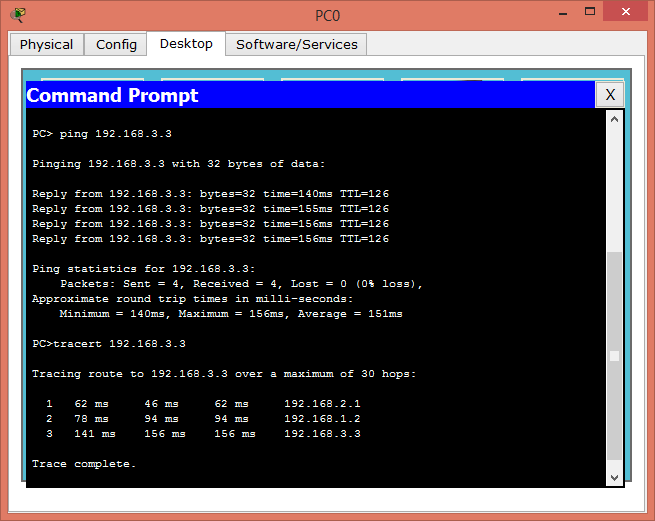 PC0
Physical Config Desktop Software/Services
Command Prompt X
PC> ping 192.168.3.3
Pinging 192.168.3.3 with 32 bytes of data:
Reply from 192.168.3.3: bytes=32 time=140ms TTL=126
Reply from 192.168.3.3: bytes=32 time=155ms TTL=126
Reply from 192.168.3.3: bytes=32 time=156ms TTL=126
Reply from 192.168.3.3: bytes=32 time=156ms TTL=126
Ping statistics for 192.168.3.3:
Packets: Sent = 4, Received = 4, Lost = 0 (0% loss),
Approximate round trip times in milli-seconds:
Minimum = 140ms, Maximum = 156ms, Average = 151ms
PC>tracert 192.168.3.3
Tracing route to 192.168.3.3 over a maximum of 30 hops:
1 62 ms 46 ms 62 ms 192.168.2.1
2 78 ms 94 ms 94 ms 192.168.1.2
3 141 ms 156 ms 156 ms 192.168.3.3
Trace complete.